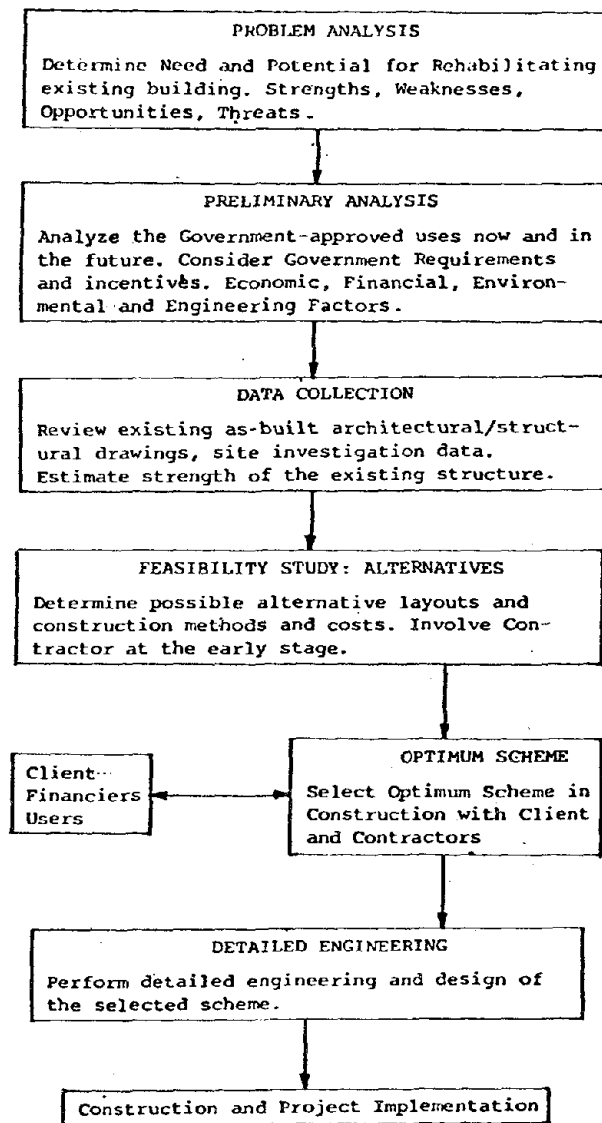 PROBLEM ANALYSIS
Determine Need and Potential for Rehabilitating
existing building. Strengths, Weaknesses,
Opportunities, Threats.
PRELIMINARY ANALYSIS
Analyze the Government-approved uses now and in
the future. Consider Government Requirements
and incentives. Economic, Financial, Environ-
mental and Engineering Factors.
DATA COLLECTION
Review existing as-built architectural/struct-
ural drawings, site investigation data.
Estimate strength of the existing structure.
FEASIBILITY STUDY: ALTERNATIVES
Determine possible alternative layouts and
construction methods and costs. Involve Con-
tractor at the early stage.
OPTIMUM SCHEME
Select Optimum Scheme in
Construction with Client
and Contractors
Client
Financiers
Users
DETAILED ENGINEERING
Perform detailed engineering and design of
the selected scheme.
Construction and Project Implementation